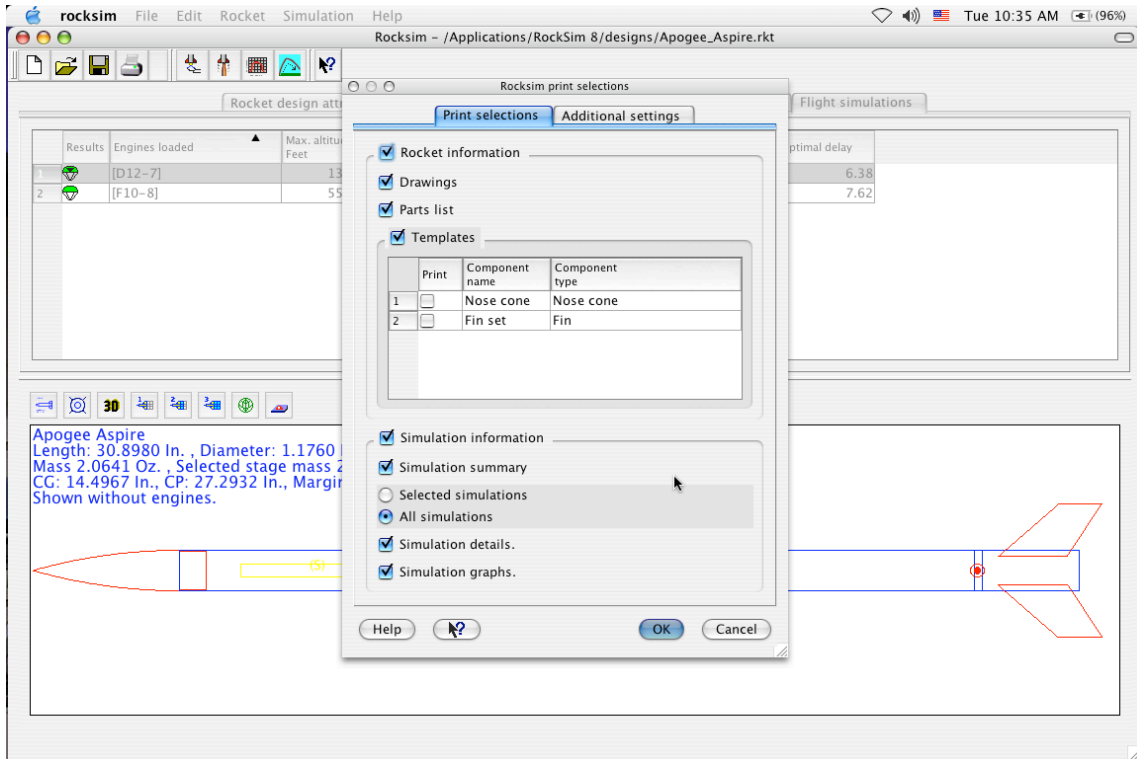 rocksim File Edit Rocket Simulation Help Tue 10:35 AM (96%)
Rocksim - /Applications/RockSim 8/designs/Apogee_Aspire.rkt
Rocket design att
Flight simulations
Results Engines loaded Max. altitu
Feet
ptimal delay
1 [D12-7] 13 6.38
2 [F10-8] 55 7.62
Rocksim print selections
Print selections Additional settings
Rocket information
Drawings
Parts list
Templates
Print Component name Component type
1 Nose cone Nose cone
2 Fin set Fin
Simulation information
Simulation summary
Selected simulations
All simulations
Simulation details.
Simulation graphs.
Help OK Cancel
3D 1 2 3
Apogee Aspire
Length: 30.8980 In. , Diameter: 1.1760
Mass 2.0641 Oz. , Selected stage mass 2
CG: 14.4967 In., CP: 27.2932 In., Margin
Shown without engines.
(S)